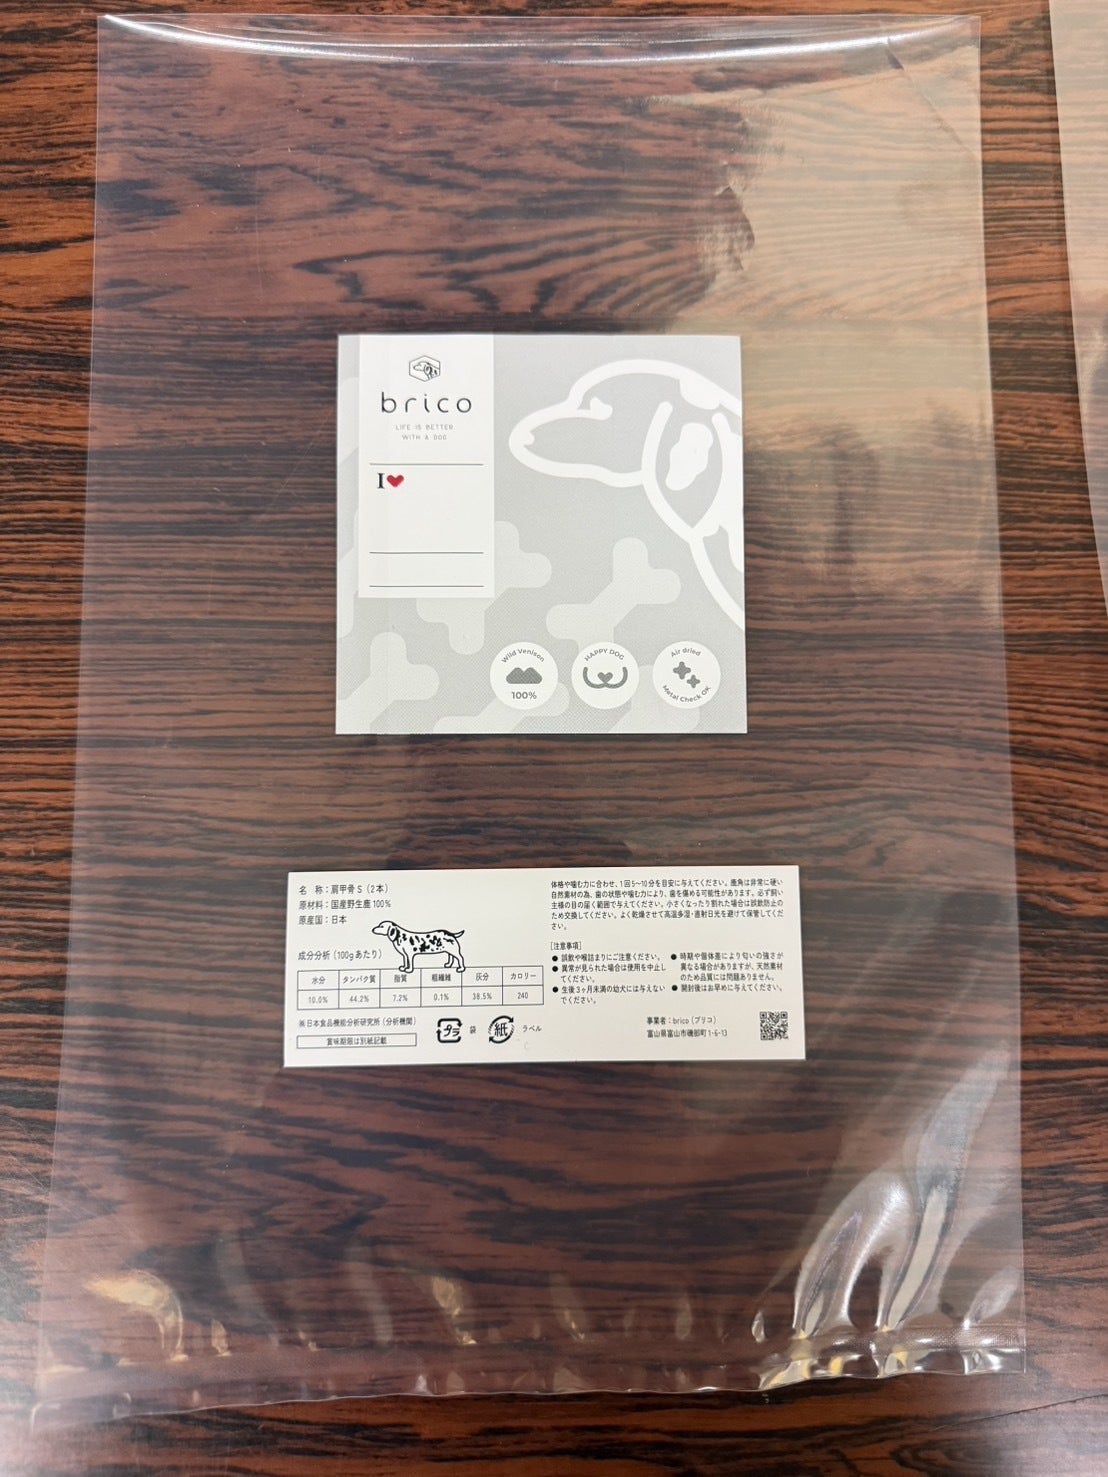 brico
LIFE IS BETTER
WITH A DOG
I
Wild Venison
100%
HAPPY DOG
Air dried
Metal Check OK
名 称：肩甲骨S（2本）
原材料：国産野生鹿100%
原産国：日本
成分分析（100gあたり）
水分 タンパク質 脂質 粗繊維 灰分 カロリー
10.0% 44.2% 7.2% 0.1% 38.5% 240
㈱日本食品機能分析研究所（分析機関）
賞味期限は別紙記載
プラ 袋 紙 ラベル
体格や噛む力に合わせ、1回5〜10分を目安に与えてください。鹿角は非常に硬い
自然素材の為、歯の状態や噛む力により、歯を傷める可能性があります。必ず飼い
主様の目の届く範囲で与えてください。小さくなったり割れた場合は誤飲防止の
ため交換してください。よく乾燥させて高温多湿・直射日光を避けて保管してくだ
さい。
［注意事項］
● 誤飲や喉詰まりにご注意ください。
● 異常が見られた場合は使用を中止し
てください。
● 生後3ヶ月未満の幼犬には与えない
でください。
● 時期や個体差により匂いの強さが
異なる場合がありますが、天然素材
のため品質には問題ありません。
● 開封後はお早めに与えてください。
事業者：brico（ブリコ）
富山県富山市磯部町1-6-13